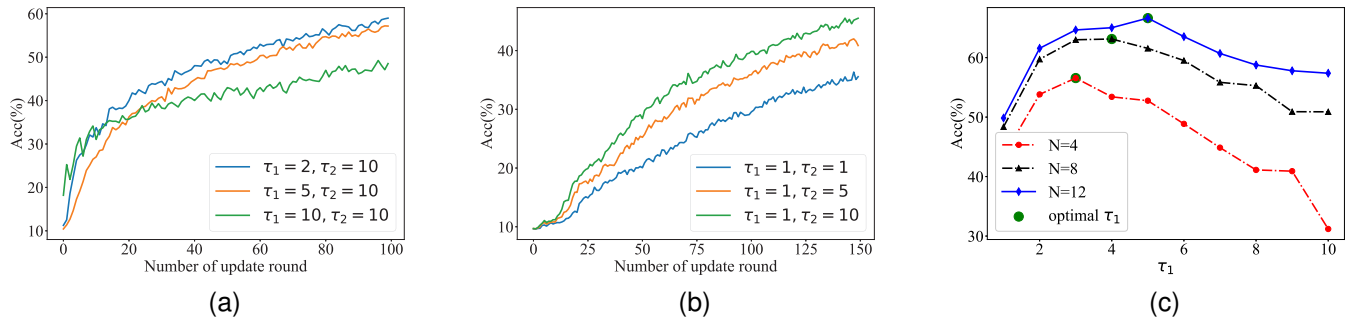 Acc(%)
60
50
40
30
20
10
0
20
40
60
80
100
Number of update round
τ₁ = 2, τ₂ = 10
τ₁ = 5, τ₂ = 10
τ₁ = 10, τ₂ = 10
(a)
Acc(%)
40
30
20
10
0
25
50
75
100
125
150
Number of update round
τ₁ = 1, τ₂ = 1
τ₁ = 1, τ₂ = 5
τ₁ = 1, τ₂ = 10
(b)
Acc(%)
60
50
40
30
2
4
6
8
10
τ₁
N=4
N=8
N=12
optimal τ₁
(c)